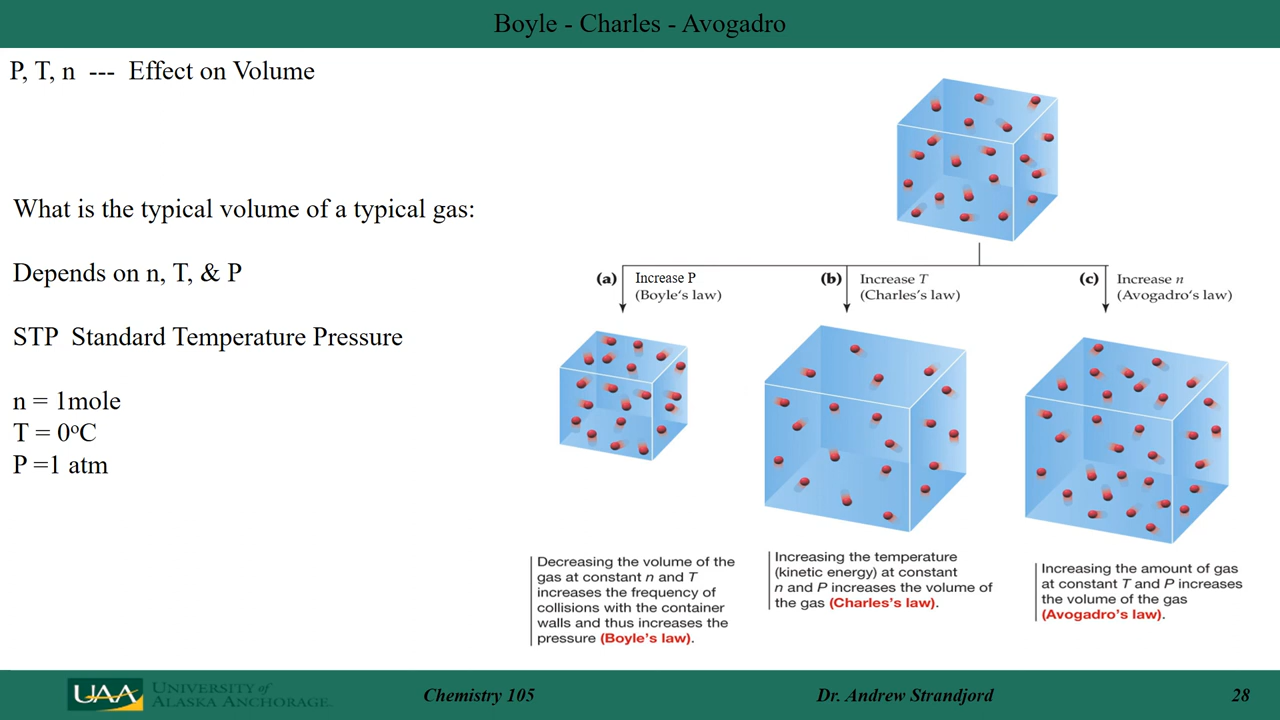 Boyle - Charles - Avogadro
P, T, n --- Effect on Volume
What is the typical volume of a typical gas:
Depends on n, T, & P
STP Standard Temperature Pressure
n = 1mole
T = 0°C
P =1 atm
(a) Increase P
(Boyle's law)
(b) Increase T
(Charles's law)
(c) Increase n
(Avogadro's law)
Decreasing the volume of the
gas at constant n and T
increases the frequency of
collisions with the container
walls and thus increases the
pressure (Boyle's law).
Increasing the temperature
(kinetic energy) at constant
n and P increases the volume of
the gas (Charles's law).
Increasing the amount of gas
at constant T and P increases
the volume of the gas
(Avogadro's law).
UAA
UNIVERSITY of
ALASKA ANCHORAGE.
Chemistry 105
Dr. Andrew Strandjord
28